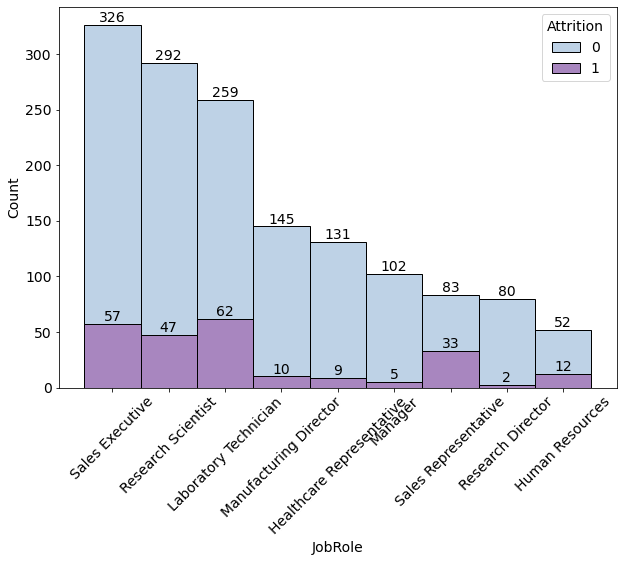 326
292
259
145
131
102
83
80
52
57
47
62
10
9
5
33
2
12
Attrition
0
1
300
250
200
150
100
50
0
Count
Sales Executive
Research Scientist
Laboratory Technician
Manufacturing Director
Healthcare Representative
Manager
Sales Representative
Research Director
Human Resources
JobRole